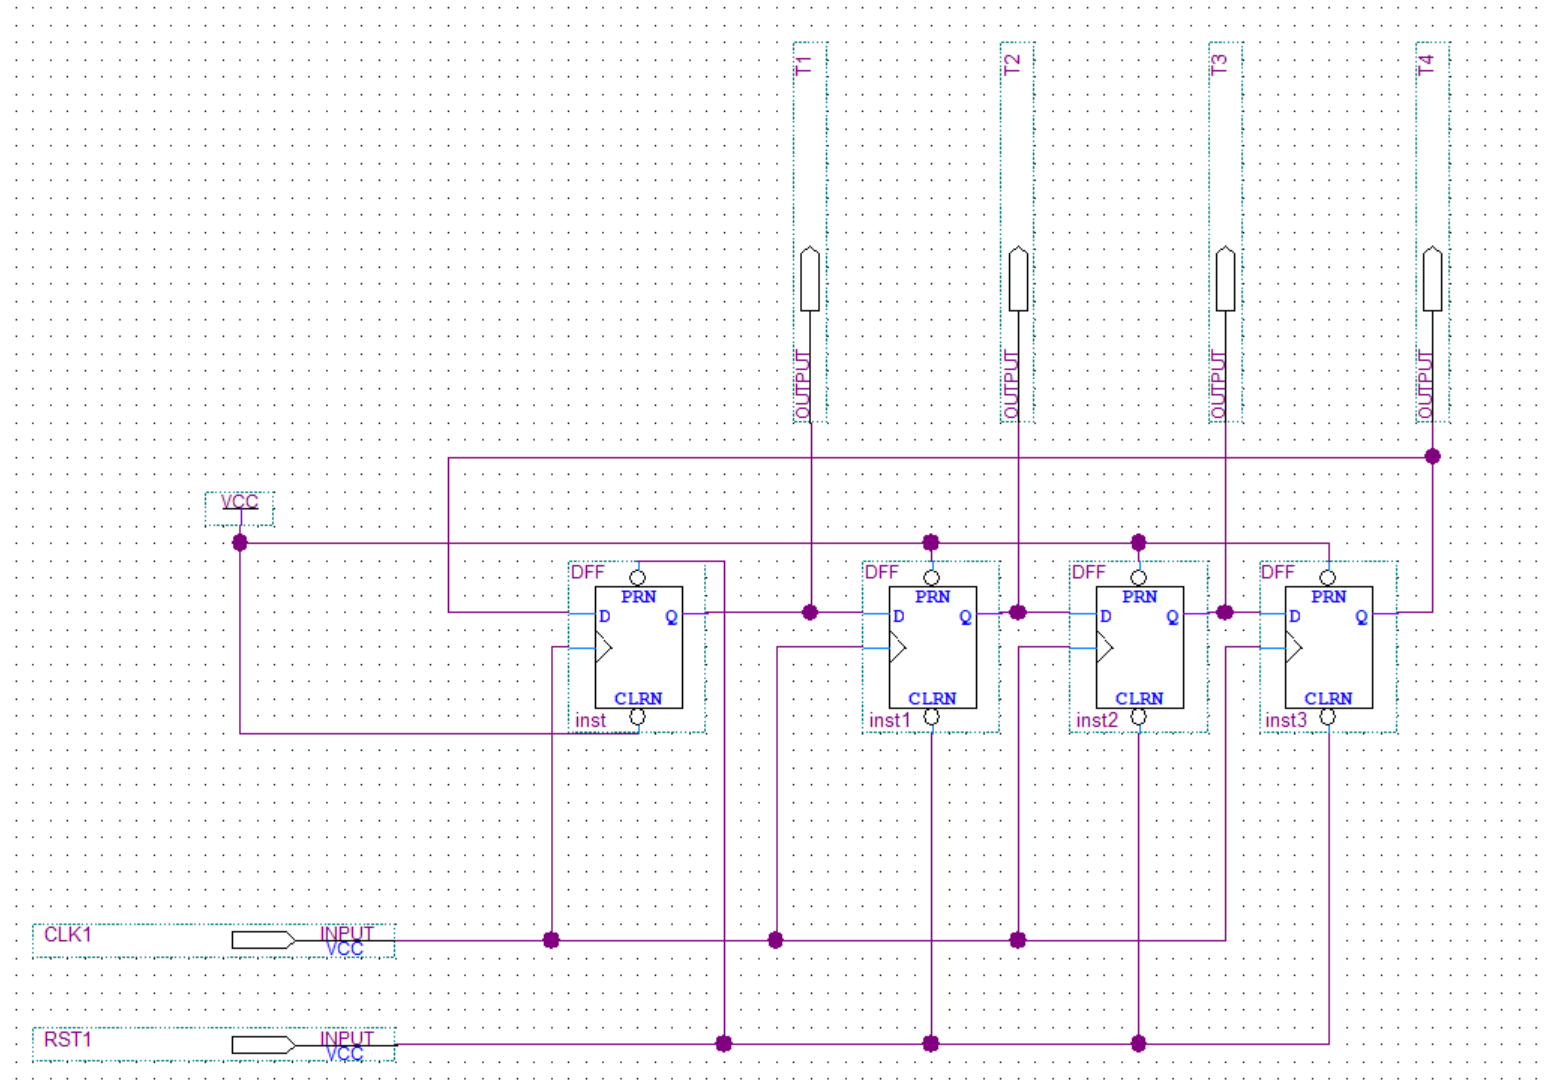 T1
T2
T3
T4
OUTPUT
OUTPUT
OUTPUT
OUTPUT
VCC
DFF
DFF
DFF
DFF
PRN
PRN
PRN
PRN
D Q
D Q
D Q
D Q
CLRN
CLRN
CLRN
CLRN
inst
inst1
inst2
inst3
CLK1
INPUT
VCC
RST1
INPUT
VCC